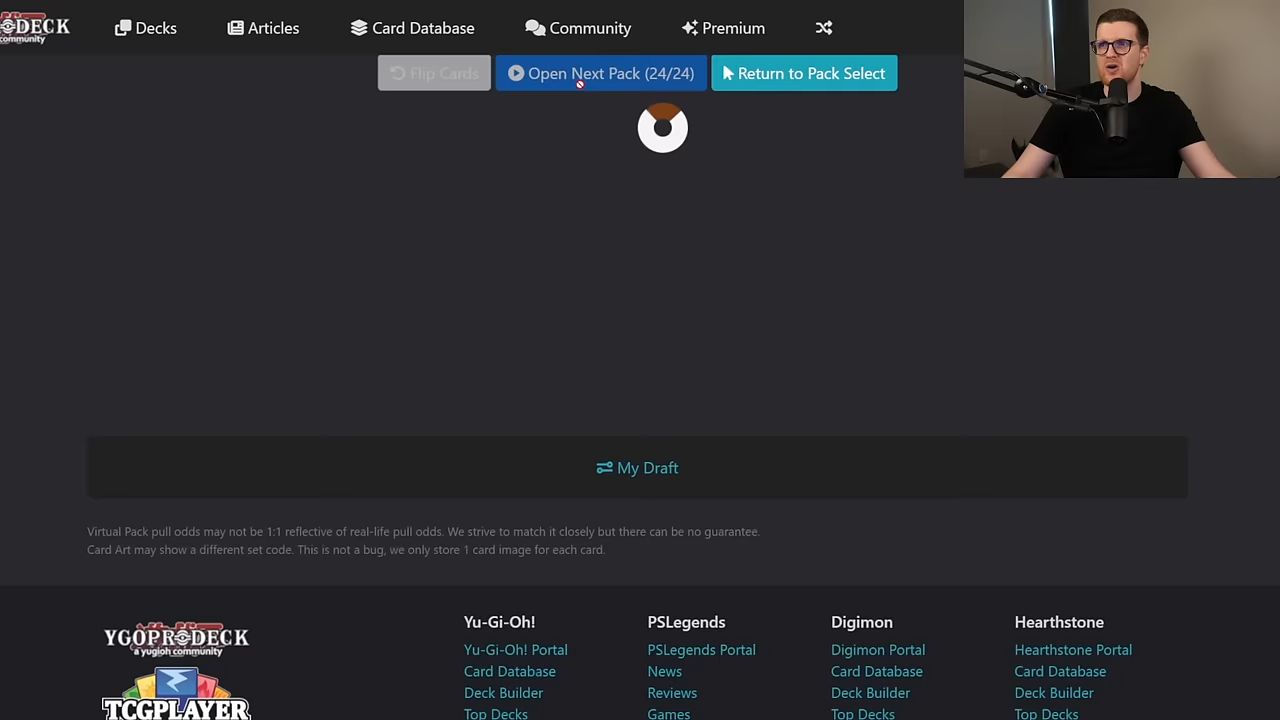 DECK
community
Decks
Articles
Card Database
Community
Premium
Flip Cards
Open Next Pack (24/24)
Return to Pack Select
My Draft
Virtual Pack pull odds may not be 1:1 reflective of real-life pull odds. We strive to match it closely but there can be no guarantee.
Card Art may show a different set code. This is not a bug, we only store 1 card image for each card.
YGOPRODECK
a yugioh community
TCGPLAYER
Yu-Gi-Oh!
Yu-Gi-Oh! Portal
Card Database
Deck Builder
Top Decks
PSLegends
PSLegends Portal
News
Reviews
Games
Digimon
Digimon Portal
Card Database
Deck Builder
Top Decks
Hearthstone
Hearthstone Portal
Card Database
Deck Builder
Top Decks